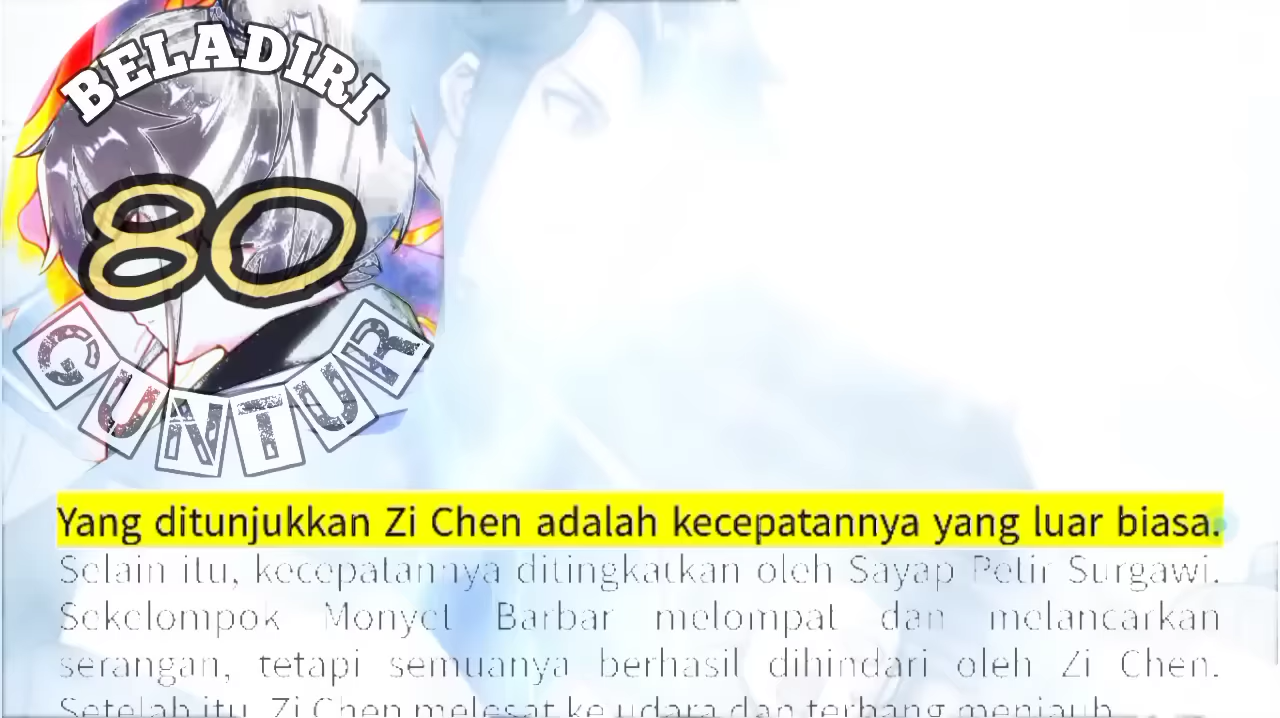 BELADIRI
80
GUNTUR
Yang ditunjukkan Zi Chen adalah kecepatannya yang luar biasa.
Selain itu, kecepatannya ditingkatkan oleh Sayap Petir Surgawi.
Sekelompok Monyet Barbar melompat dan melancarkan
serangan, tetapi semuanya berhasil dihindari oleh Zi Chen.
Setelah itu, Zi Chen melesat ke udara dan terbang menjauh.